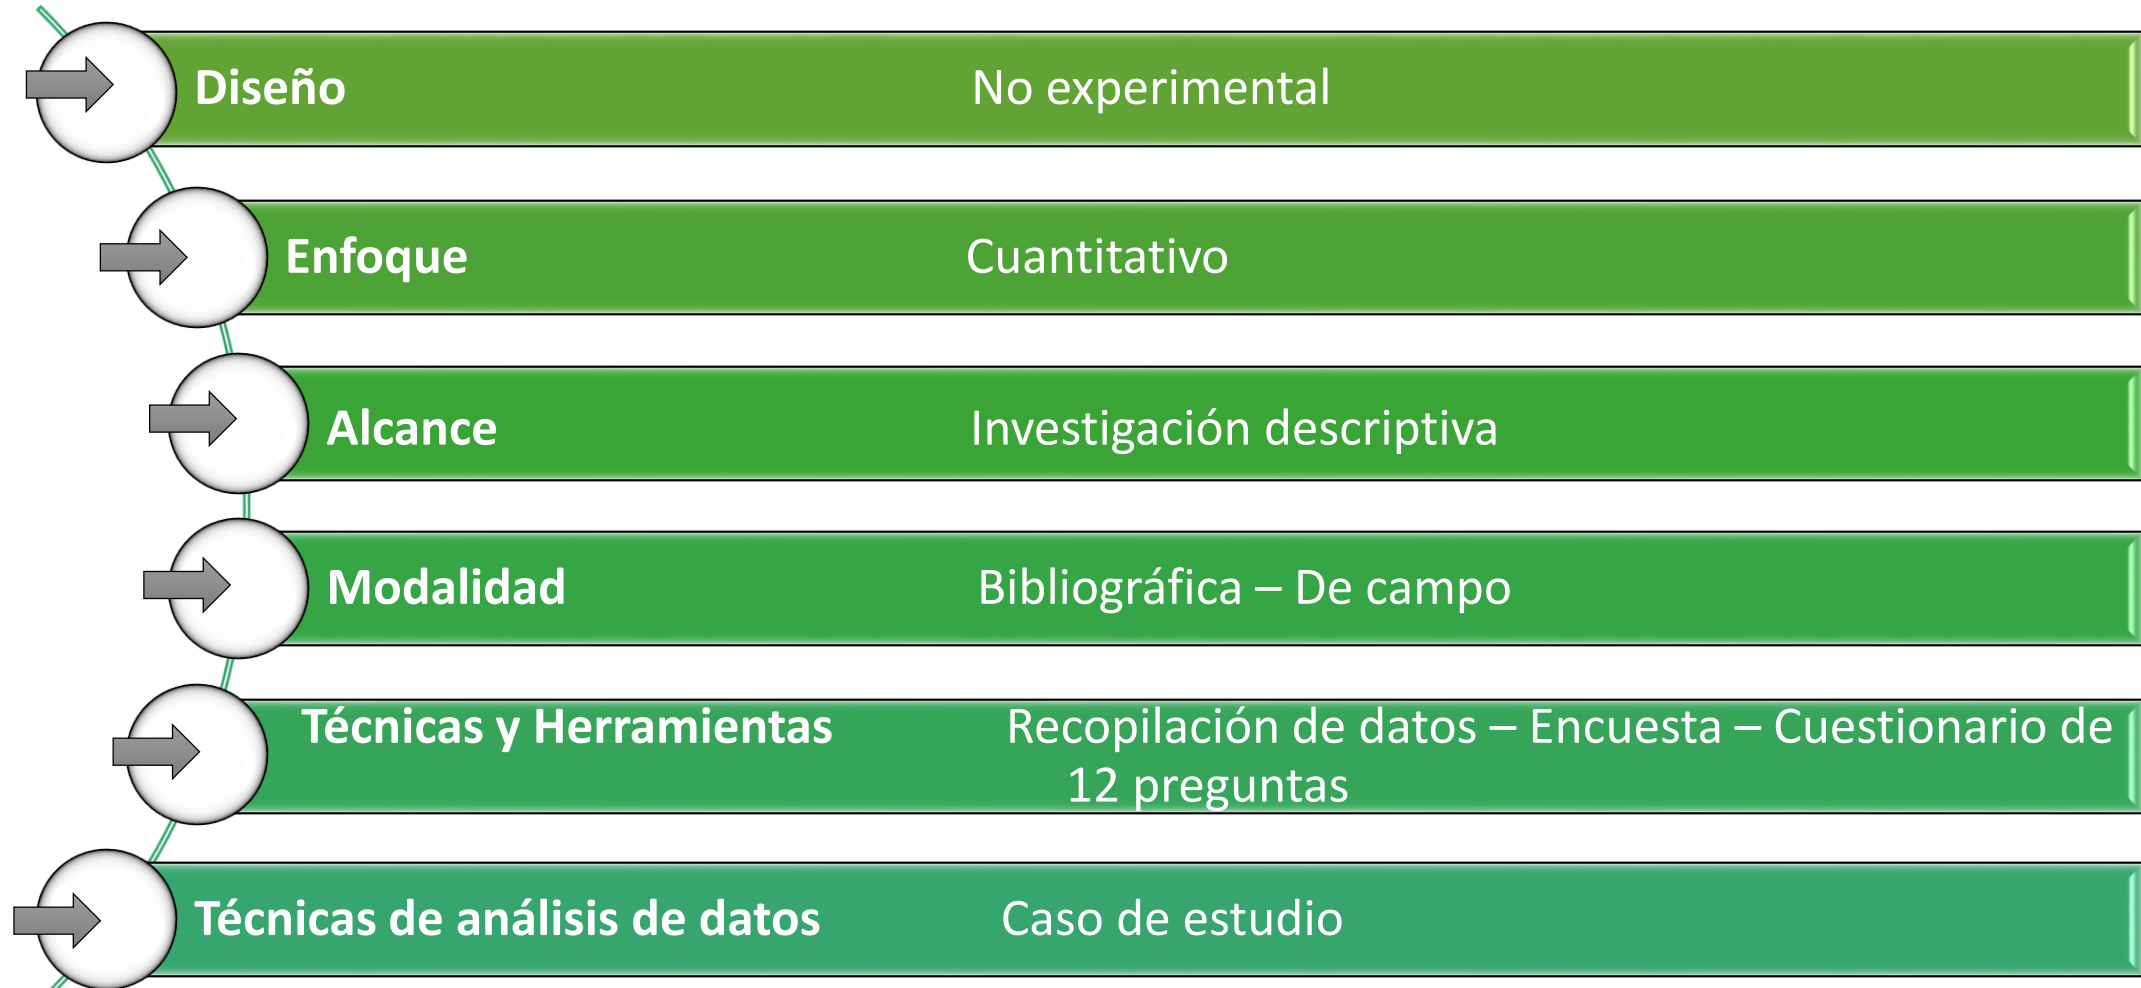 Diseño No experimental
Enfoque Cuantitativo
Alcance Investigación descriptiva
Modalidad Bibliográfica – De campo
Técnicas y Herramientas Recopilación de datos – Encuesta – Cuestionario de
12 preguntas
Técnicas de análisis de datos Caso de estudio